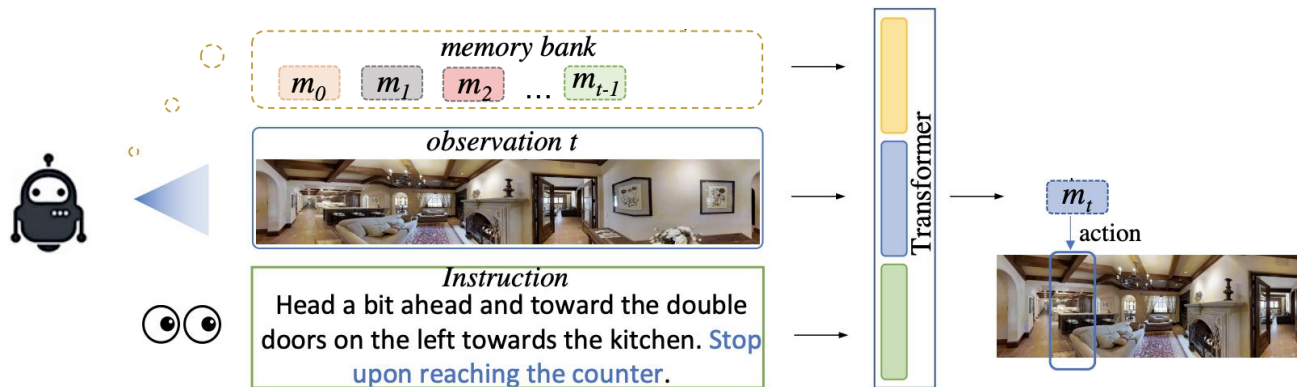 memory bank
m0 m1 m2 ... mt-1
observation t
Instruction
Head a bit ahead and toward the double
doors on the left towards the kitchen. Stop
upon reaching the counter.
Transformer
mt
action